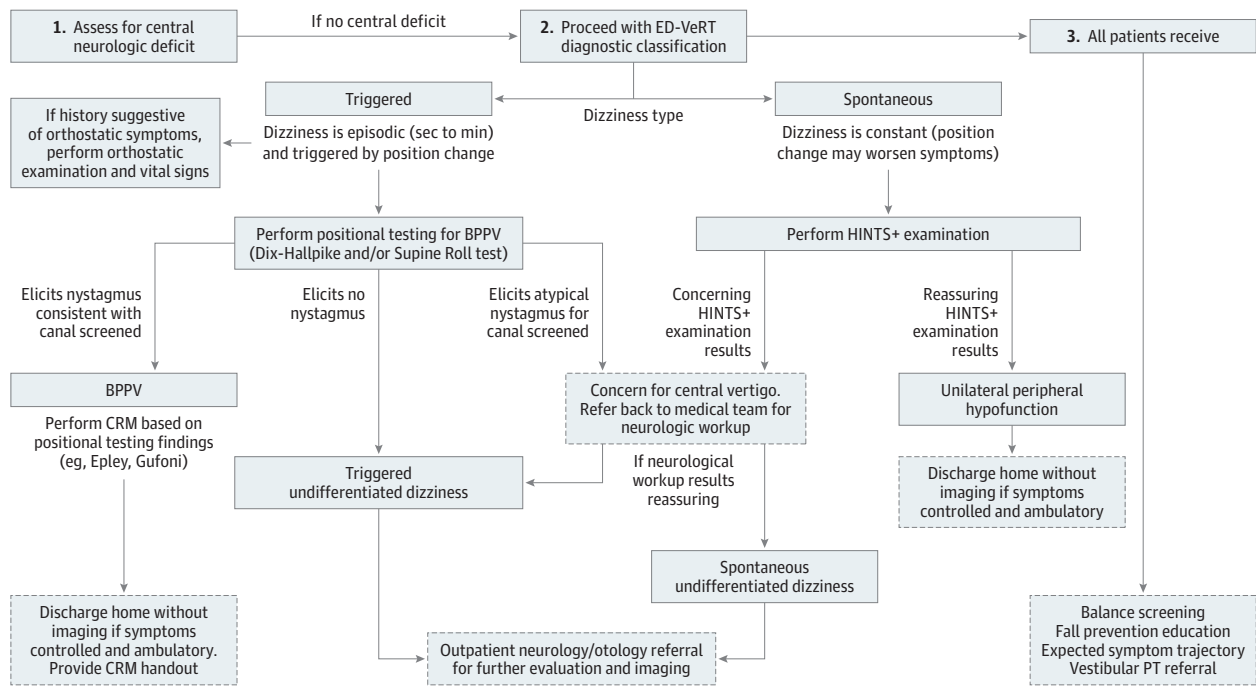 1. Assess for central
neurologic deficit
If no central deficit
2. Proceed with ED-VeRT
diagnostic classification
3. All patients receive
Triggered
Dizziness type
Spontaneous
If history suggestive
of orthostatic symptoms,
perform orthostatic
examination and vital signs
Dizziness is episodic (sec to min)
and triggered by position change
Dizziness is constant (position
change may worsen symptoms)
Perform positional testing for BPPV
(Dix-Hallpike and/or Supine Roll test)
Perform HINTS+ examination
Elicits nystagmus
consistent with
canal screened
Elicits no
nystagmus
Elicits atypical
nystagmus for
canal screened
Concerning
HINTS+
examination
results
Reassuring
HINTS+
examination
results
BPPV
Perform CRM based on
positional testing findings
(eg, Epley, Gufoni)
Concern for central vertigo.
Refer back to medical team for
neurologic workup
Unilateral peripheral
hypofunction
Triggered
undifferentiated dizziness
If neurological
workup results
reassuring
Discharge home without
imaging if symptoms
controlled and ambulatory
Spontaneous
undifferentiated dizziness
Discharge home without
imaging if symptoms
controlled and ambulatory.
Provide CRM handout
Outpatient neurology/otology referral
for further evaluation and imaging
Balance screening
Fall prevention education
Expected symptom trajectory
Vestibular PT referral